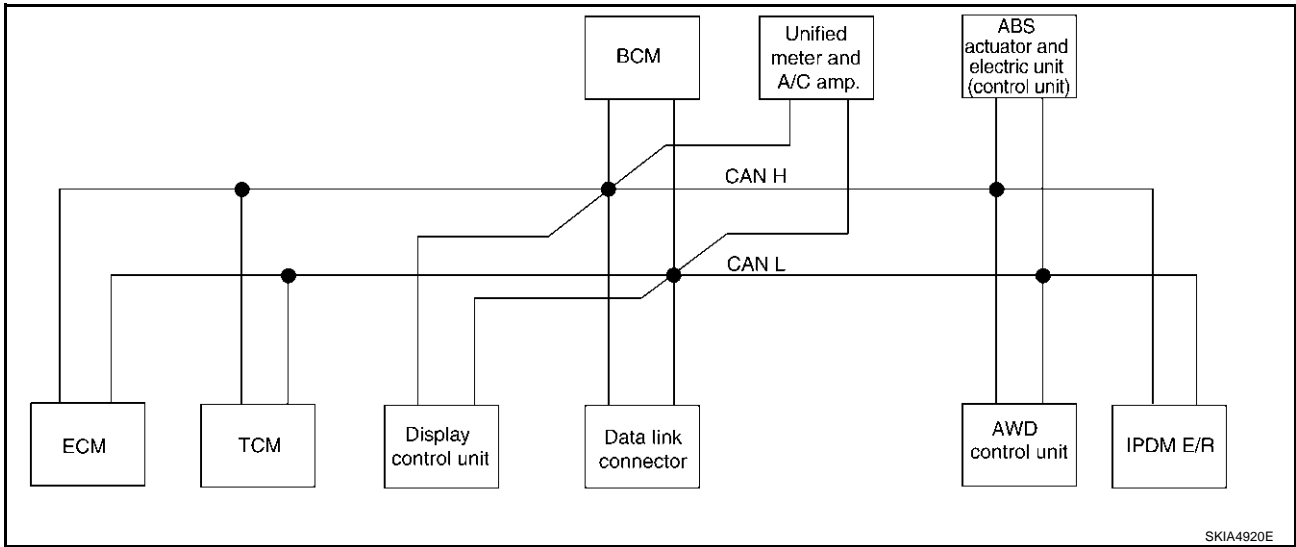 BCM
Unified
meter and
A/C amp.
ABS
actuator and
electric unit
(control unit)
CAN H
CAN L
ECM
TCM
Display
control unit
Data link
connector
AWD
control unit
IPDM E/R
SKIA4920E